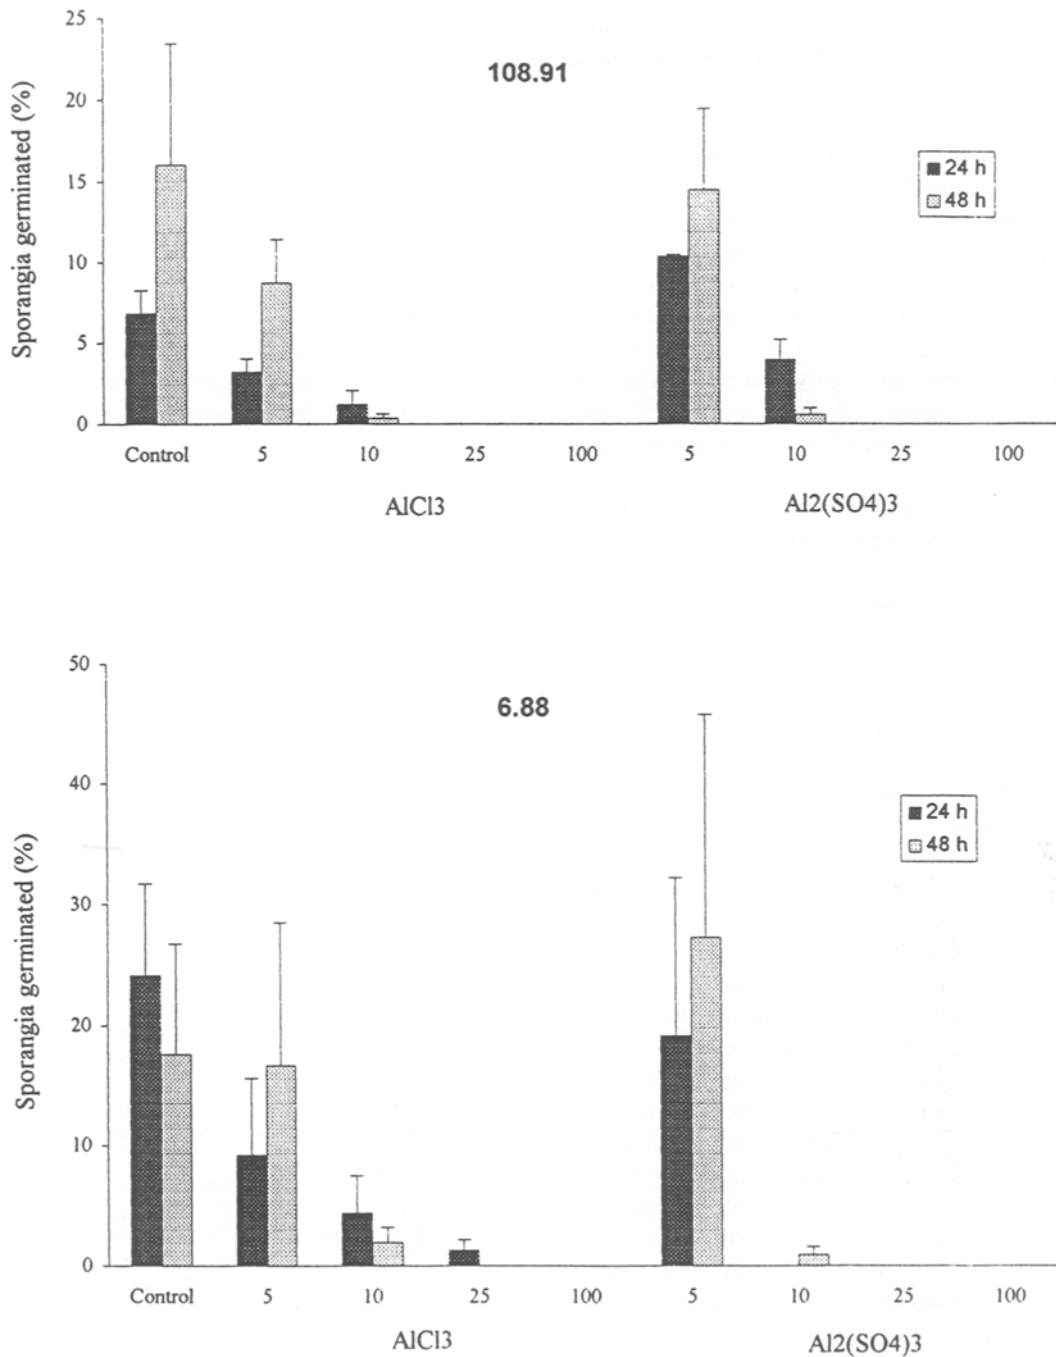 25
108.91
20
24 h
15
48 h
10
5
0
Sporangia germinated (%)
Control 5 10 25 100 5 10 25 100
AlCl3 Al2(SO4)3
50
6.88
40
24 h
48 h
30
20
10
0
Sporangia germinated (%)
Control 5 10 25 100 5 10 25 100
AlCl3 Al2(SO4)3